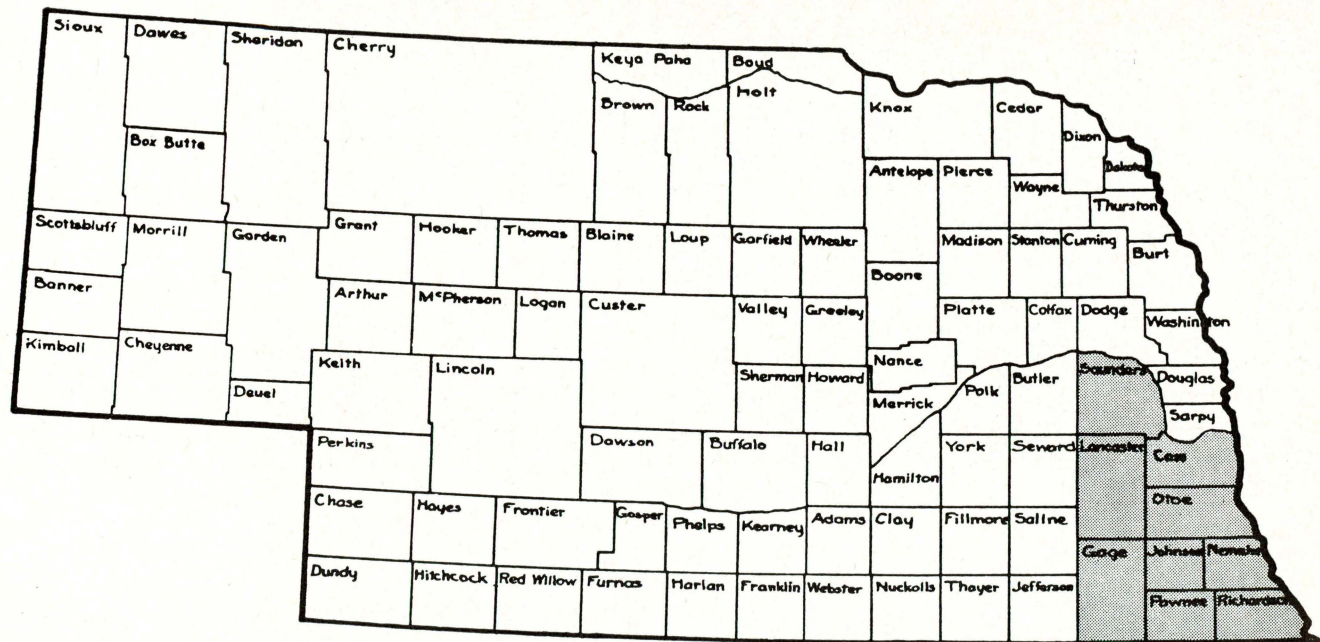 Sioux
Dawes
Sheridan
Cherry
Keya Paha
Boyd
Holt
Brown
Rock
Knox
Cedar
Dixon
Dakota
Box Butte
Antelope
Pierce
Wayne
Thurston
Scottsbluff
Morrill
Garden
Grant
Hooker
Thomas
Blaine
Loup
Garfield
Wheeler
Madison
Stanton
Cuming
Burt
Boone
Banner
Arthur
McPherson
Logan
Custer
Valley
Greeley
Platte
Colfax
Dodge
Washington
Kimball
Cheyenne
Keith
Lincoln
Nance
Sherman
Howard
Polk
Butler
Saunders
Douglas
Deuel
Merrick
Sarpy
Perkins
Dawson
Buffalo
Hall
York
Seward
Lancaster
Cass
Hamilton
Chase
Hayes
Frontier
Gosper
Phelps
Kearney
Adams
Clay
Fillmore
Saline
Otoe
Gage
Johnson
Nemaha
Dundy
Hitchcock
Red Willow
Furnas
Harlan
Franklin
Webster
Nuckolls
Thayer
Jefferson
Pawnee
Richardson